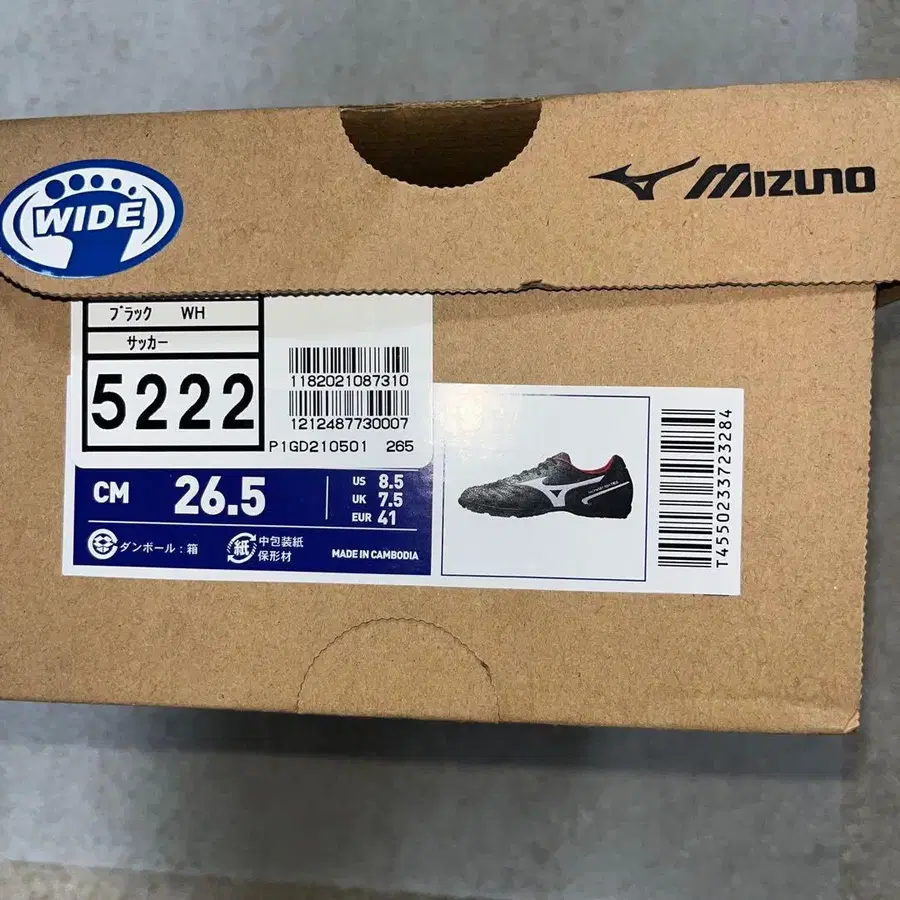 WIDE
MIZUNO
ブラック WH
サッカー
5222
1182021087310
1212487730007
P1GD210501 265
CM 26.5
US 8.5
UK 7.5
EUR 41
ダンボール：箱
紙 中包装紙
保形材
MADE IN CAMBODIA
T4550233723284